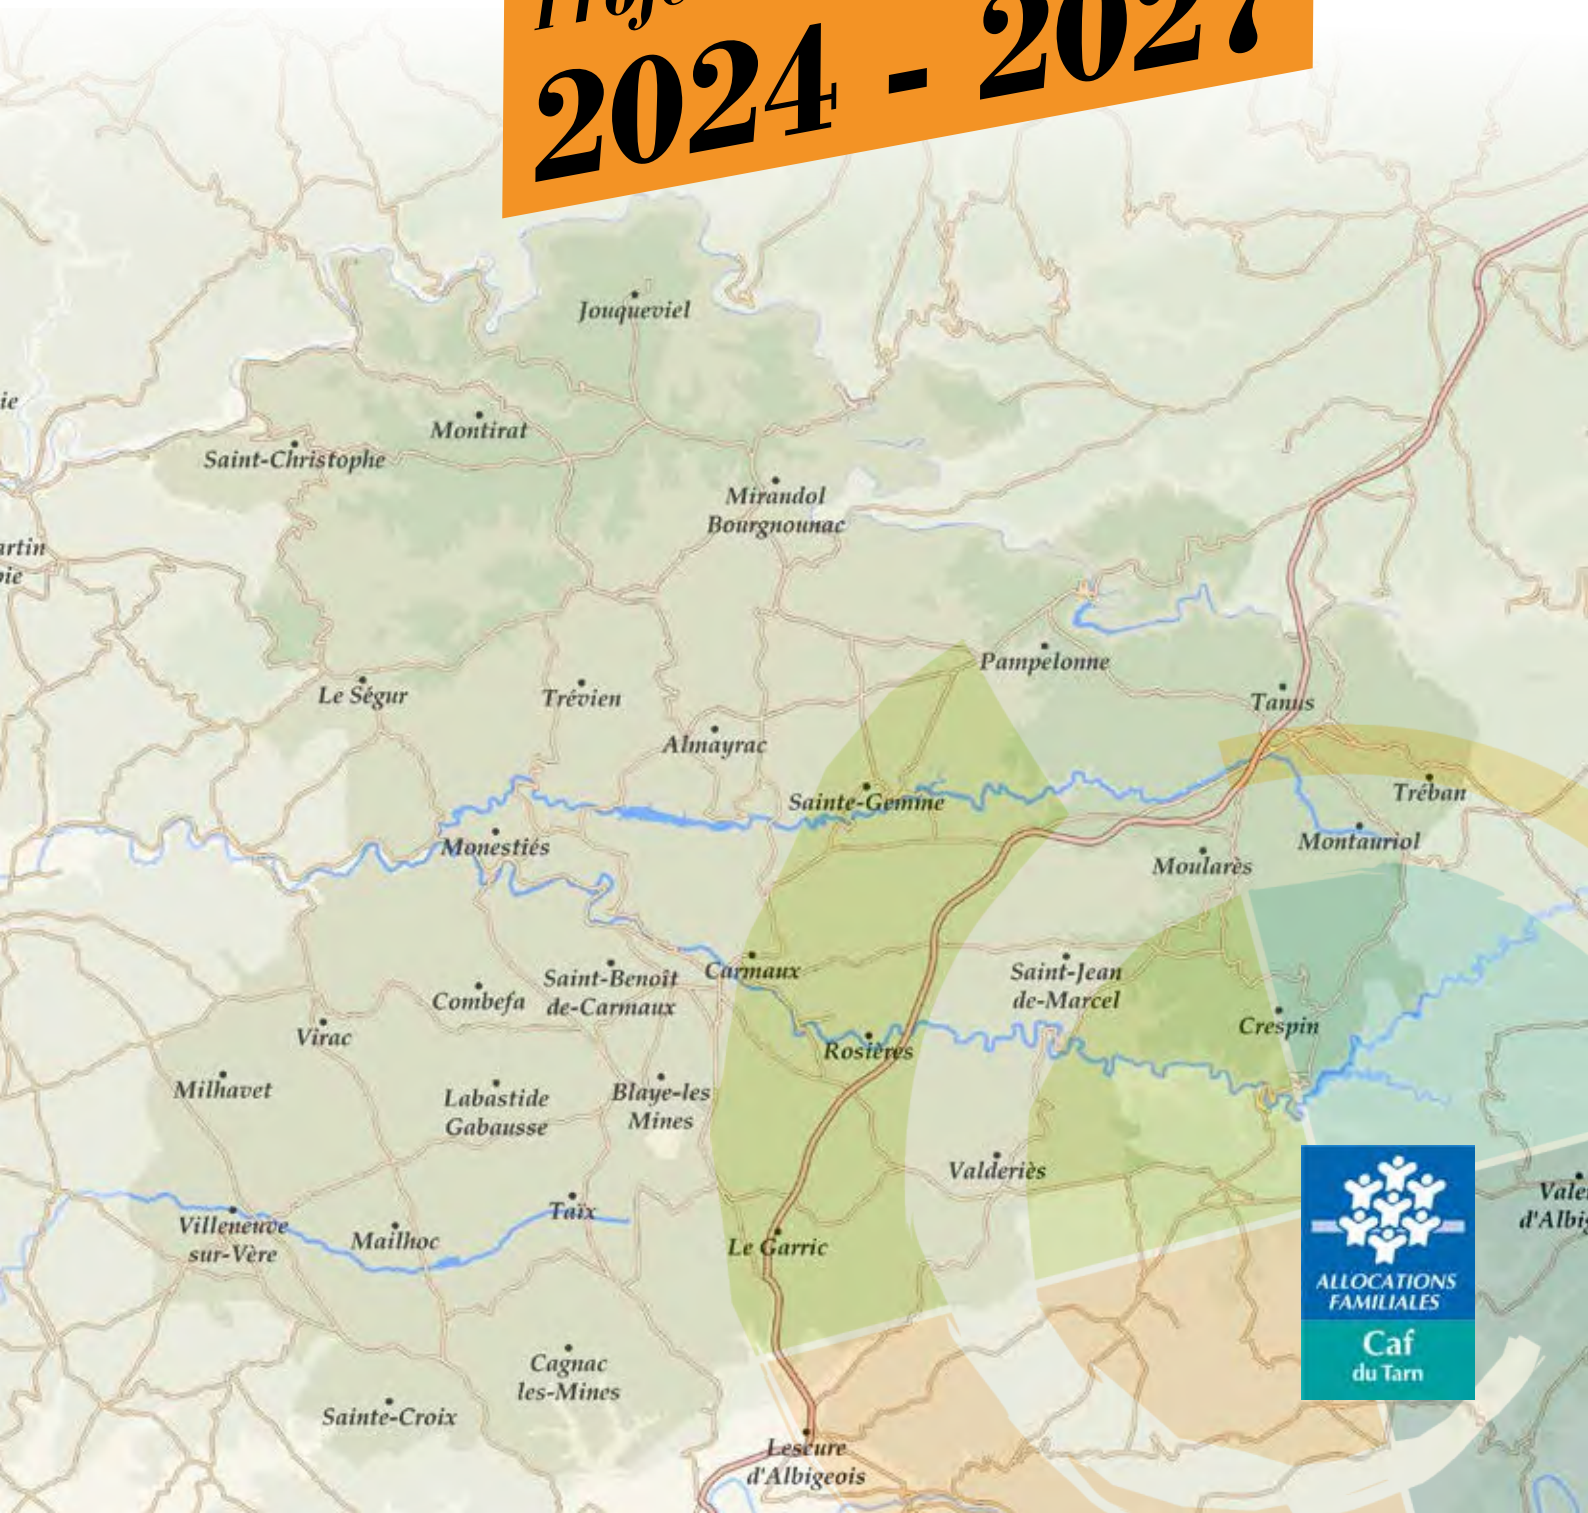 2024 - 2027
Jouqueviel
Montirat
Saint-Christophe
Mirandol
Bourgnounac
Pampelonne
Le Ségur
Trévien
Tanus
Almayrac
Sainte-Gemme
Tréban
Monestiés
Montauriol
Moularès
Saint-Benoît
de-Carmaux
Carmaux
Saint-Jean
de-Marcel
Combefa
Virac
Crespin
Rosières
Milhavet
Labastide
Gabausse
Blaye-les
Mines
Valderiès
Villeneuve
sur-Vère
Mailhoc
Taïx
Le Garric
d'Albig
ALLOCATIONS
FAMILIALES
Caf
du Tarn
Cagnac
les-Mines
Sainte-Croix
Lescure
d'Albigeois